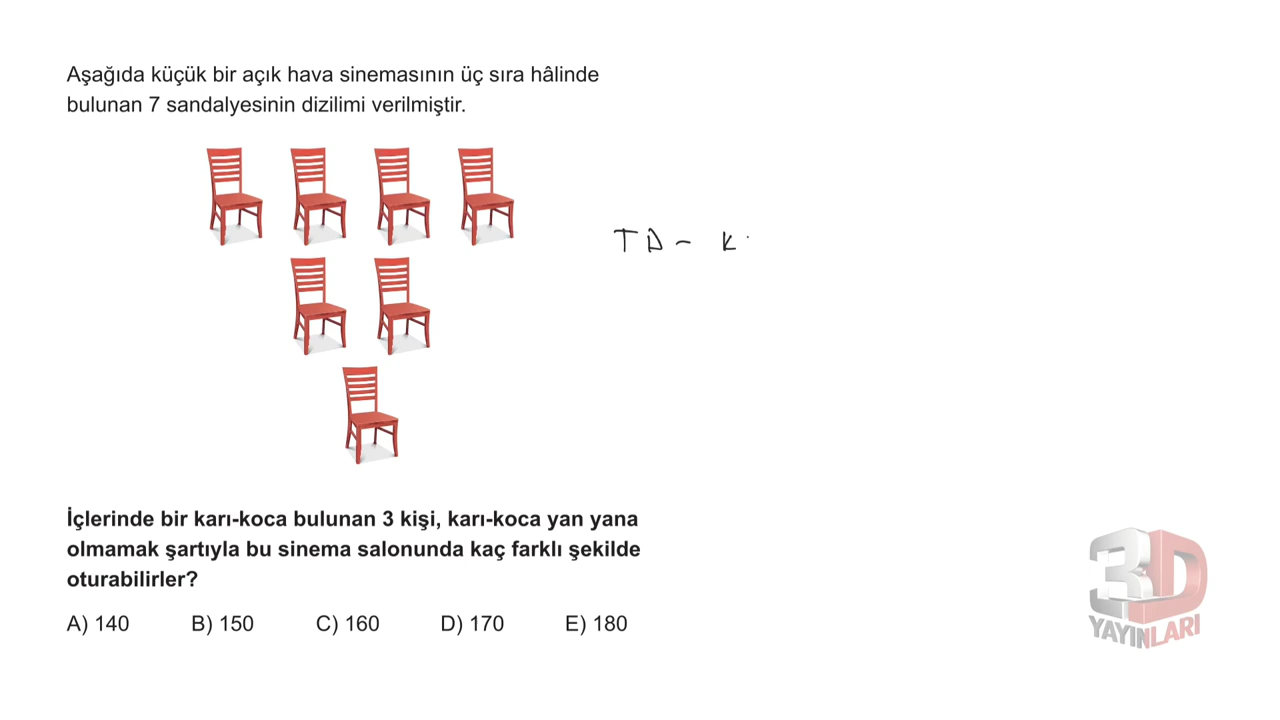 Aşağıda küçük bir açık hava sinemasının üç sıra hâlinde
bulunan 7 sandalyesinin dizilimi verilmiştir.
TD - K
İçlerinde bir karı-koca bulunan 3 kişi, karı-koca yan yana
olmamak şartıyla bu sinema salonunda kaç farklı şekilde
oturabilirler?
A) 140 B) 150 C) 160 D) 170 E) 180
3D
YAYINLARI